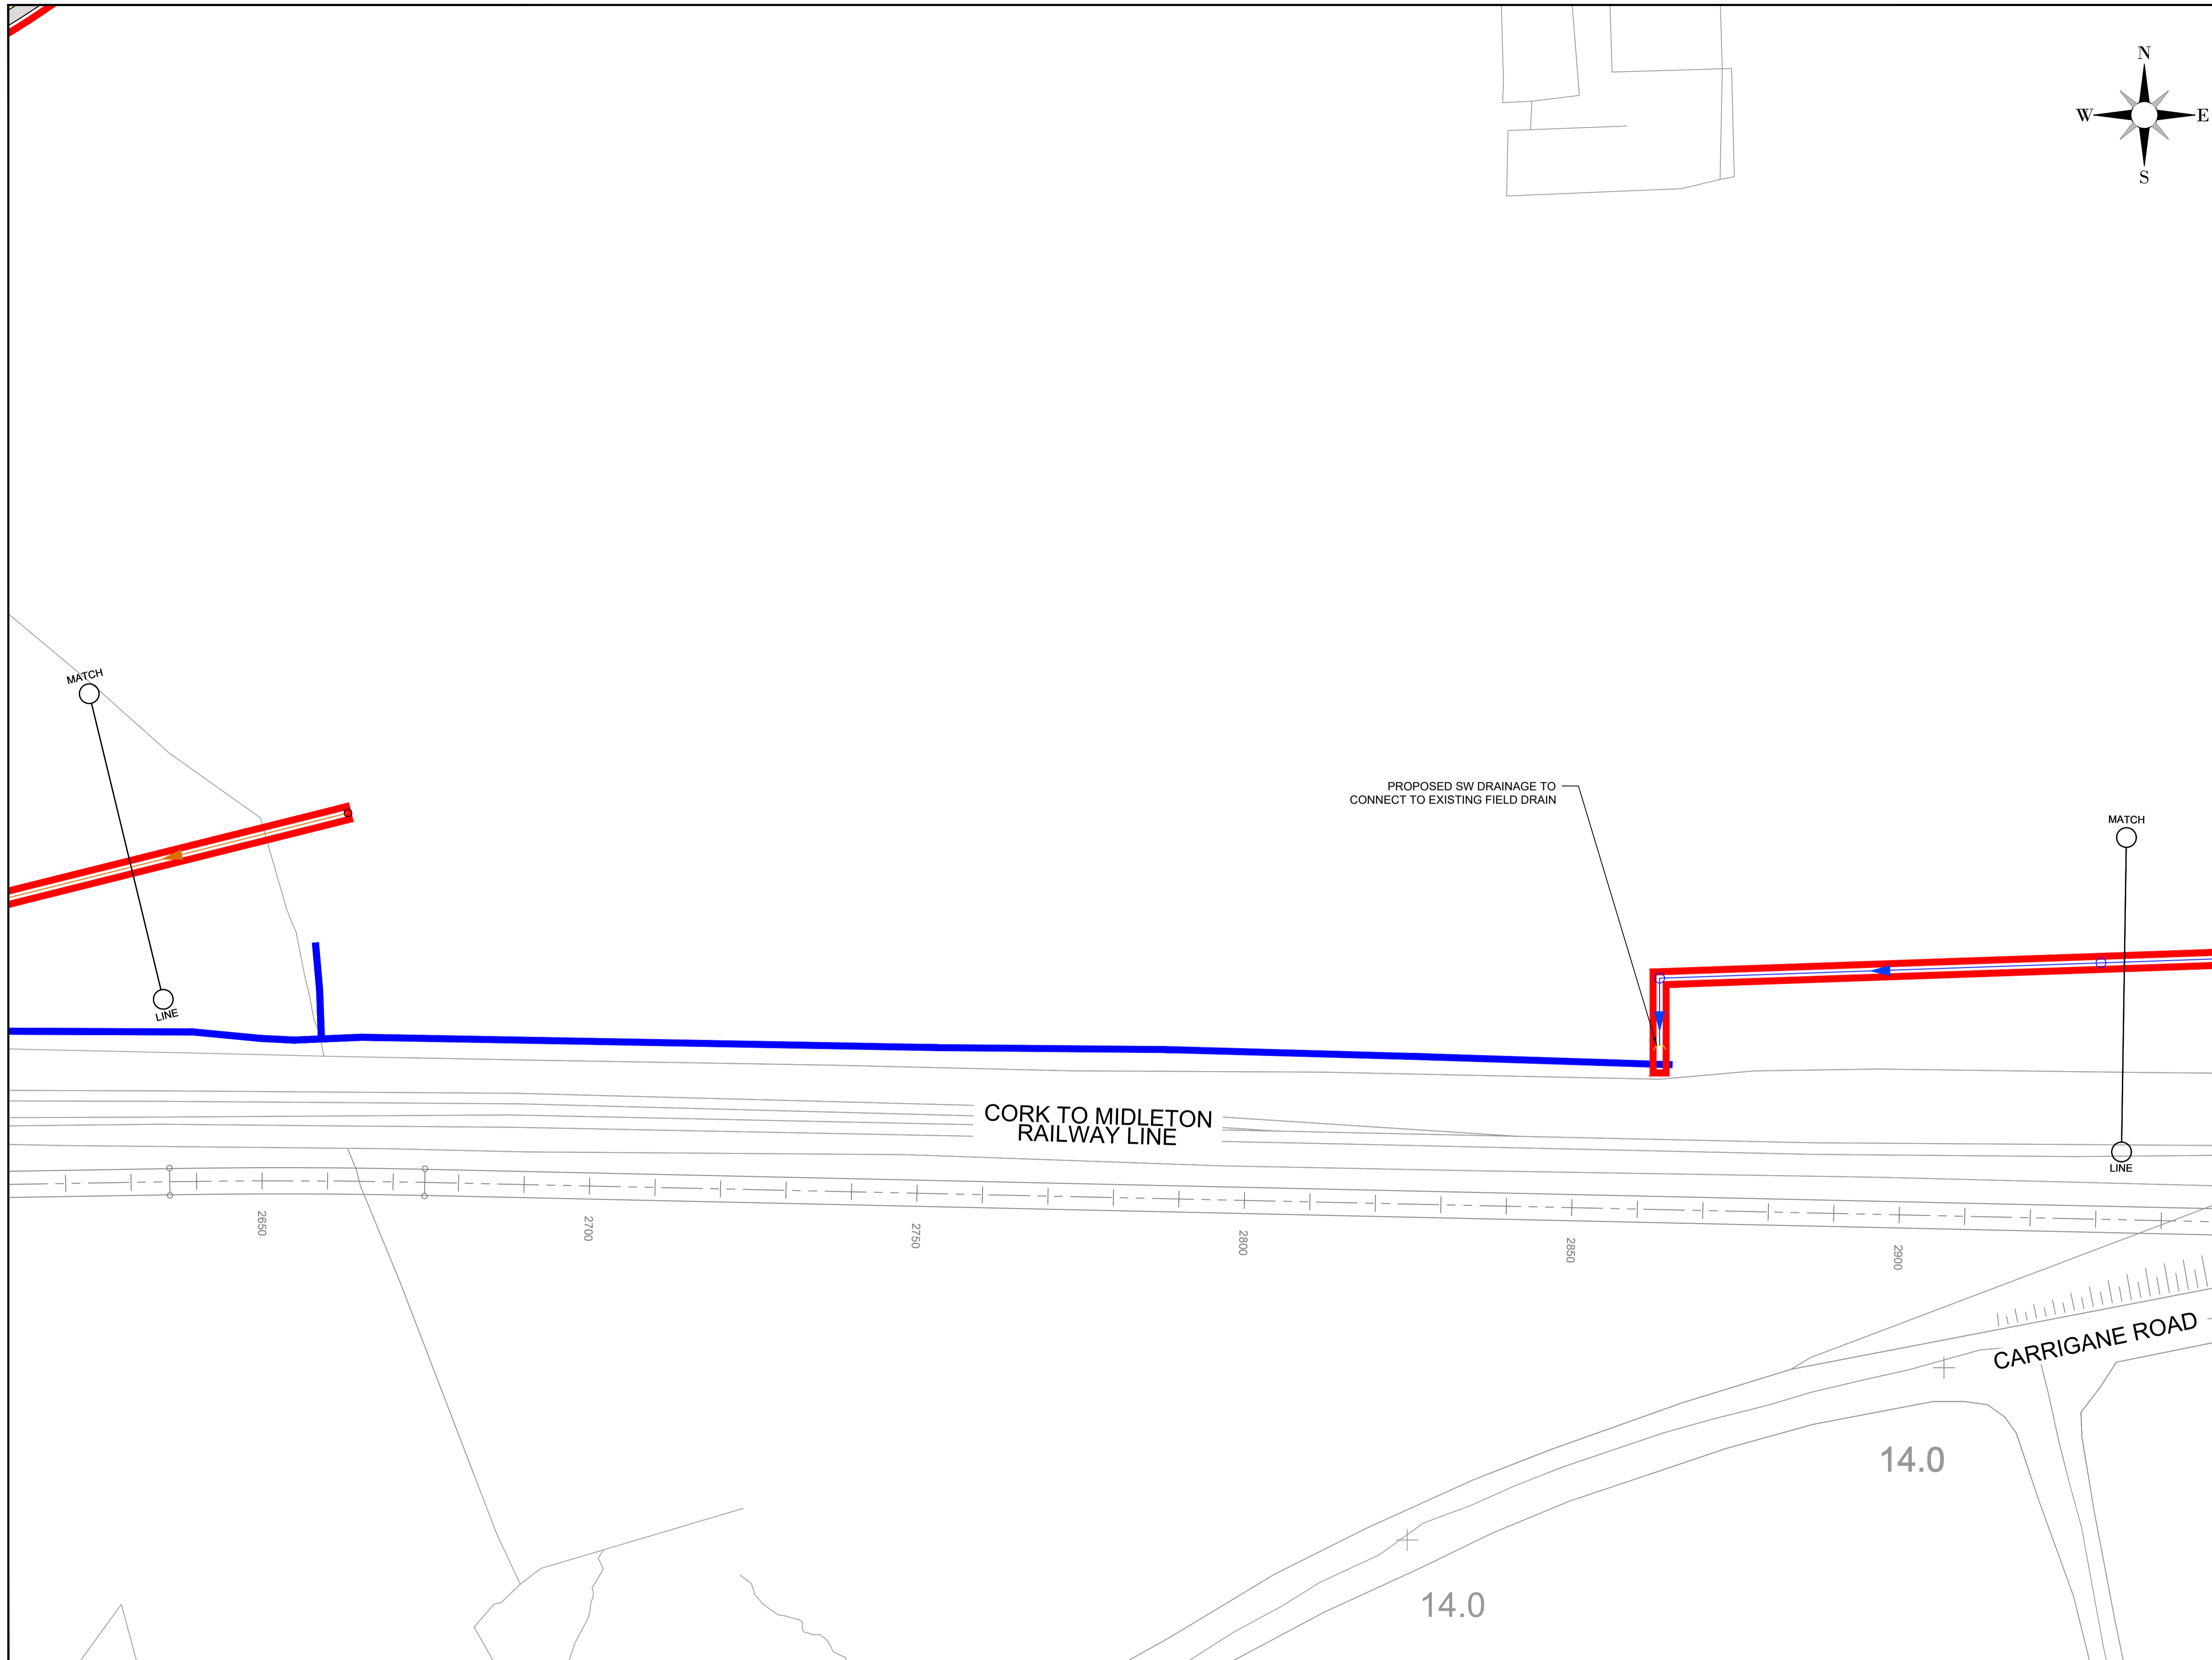 N
W E
S
MATCH
LINE
PROPOSED SW DRAINAGE TO
CONNECT TO EXISTING FIELD DRAIN
MATCH
LINE
CORK TO MIDLETON
RAILWAY LINE
2650
2700
2750
2800
2850
2900
CARRIGANE ROAD
14.0
14.0